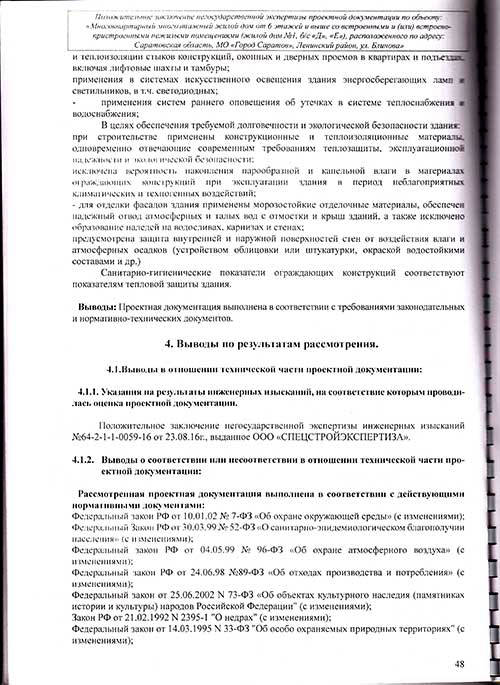 Положительное заключение негосударственной экспертизы проектной документации по объекту:
«Многоквартирный многоэтажный жилой дом от 6 этажей и выше со встроенными и (или) встроено-
пристроенными нежилыми помещениями (жилой дом №1, б/с «Д», «Е»), расположенного по адресу:
Саратовская область, МО «Город Саратов», Ленинский район, ул. Блинова»
и теплоизоляции стыков конструкций, оконных и дверных проемов в квартирах и подъездах,
включая лифтовые шахты и тамбуры;
применения в системах искусственного освещения здания энергосберегающих ламп и
светильников, в т.ч. светодиодных;
- применения систем раннего оповещения об утечках в системе теплоснабжения и
водоснабжения;
В целях обеспечения требуемой долговечности и экологической безопасности здания:
при строительстве применены конструкционные и теплоизоляционные материалы,
одновременно отвечающие современным требованиям теплозащиты, эксплуатационной
надежности и экологической безопасности;
исключена вероятность накопления парообразной и капельной влаги в материалах
ограждающих конструкций при эксплуатации здания в период неблагоприятных
климатических и техногенных воздействий;
- для отделки фасадов здания применены морозостойкие отделочные материалы, обеспечен
надежный отвод атмосферных и талых вод с отмостки и крыш зданий, а также исключено
образование наледей на водосливах, карнизах и стенах;
предусмотрена защита внутренней и наружной поверхностей стен от воздействия влаги и
атмосферных осадков (устройством облицовки или штукатурки, окраской водостойкими
составами и др.)
Санитарно-гигиенические показатели ограждающих конструкций соответствуют
показателям тепловой защиты здания.
Выводы: Проектная документация выполнена в соответствии с требованиями законодательных
и нормативно-технических документов.
4. Выводы по результатам рассмотрения.
4.1.Выводы в отношении технической части проектной документации:
4.1.1. Указания на результаты инженерных изысканий, на соответствие которым проводи-
лась оценка проектной документации.
Положительное заключение негосударственной экспертизы инженерных изысканий
№64-2-1-1-0059-16 от 23.08.16г., выданное ООО «СПЕЦСТРОЙЭКСПЕРТИЗА».
4.1.2. Выводы о соответствии или несоответствии в отношении технической части про-
ектной документации:
Рассмотренная проектная документация выполнена в соответствии с действующими
нормативными документами:
Федеральный закон РФ от 10.01.02 № 7-ФЗ «Об охране окружающей среды» (с изменениями);
Федеральный Закон РФ от 30.03.99 № 52-ФЗ «О санитарно-эпидемиологическом благополучии
населения» (с изменениями);
Федеральный закон РФ от 04.05.99 № 96-ФЗ «Об охране атмосферного воздуха» (с
изменениями);
Федеральный закон РФ от 24.06.98 №89-ФЗ «Об отходах производства и потребления» (с
изменениями);
Федеральный закон от 25.06.2002 N 73-ФЗ «Об объектах культурного наследия (памятниках
истории и культуры) народов Российской Федерации" (с изменениями);
Закон РФ от 21.02.1992 N 2395-1 "О недрах" (с изменениями);
Федеральный закон от 14.03.1995 N 33-ФЗ "Об особо охраняемых природных территориях" (с
изменениями);
48